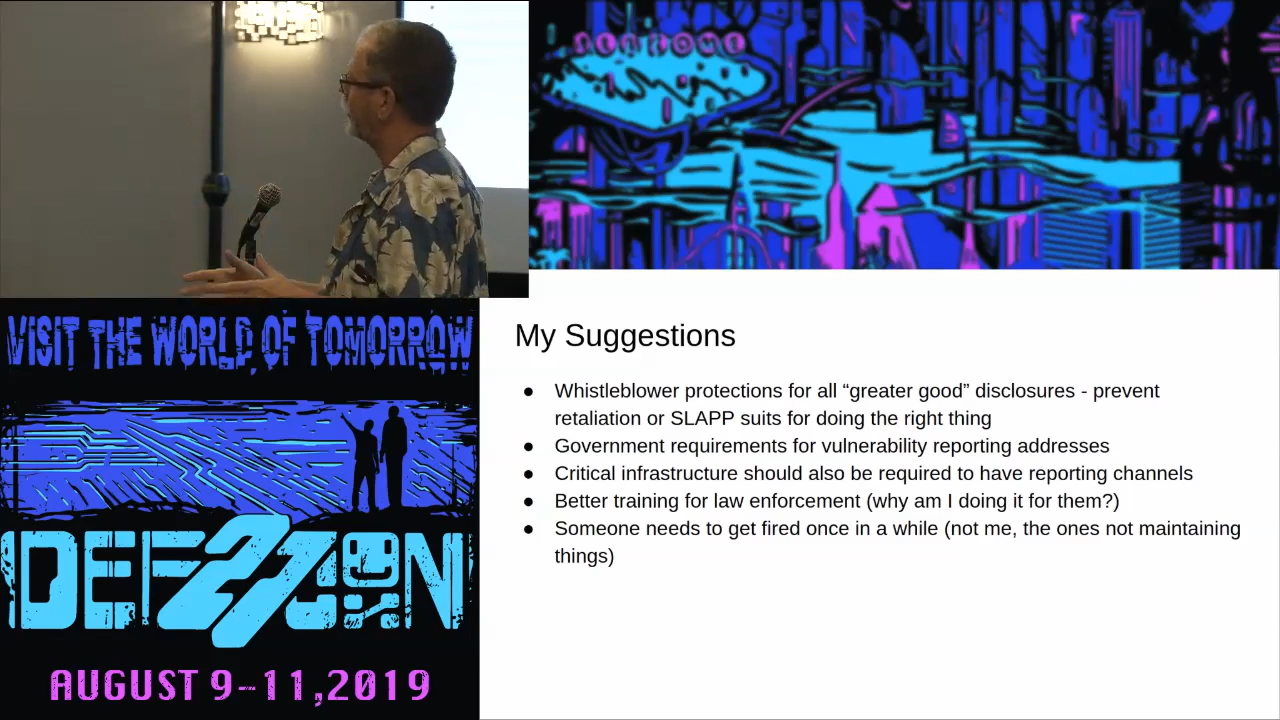 WELCOME
VISIT THE WORLD OF TOMORROW
DEF 27 CON
AUGUST 9-11,2019
My Suggestions
● Whistleblower protections for all “greater good” disclosures - prevent
retaliation or SLAPP suits for doing the right thing
● Government requirements for vulnerability reporting addresses
● Critical infrastructure should also be required to have reporting channels
● Better training for law enforcement (why am I doing it for them?)
● Someone needs to get fired once in a while (not me, the ones not maintaining
things)